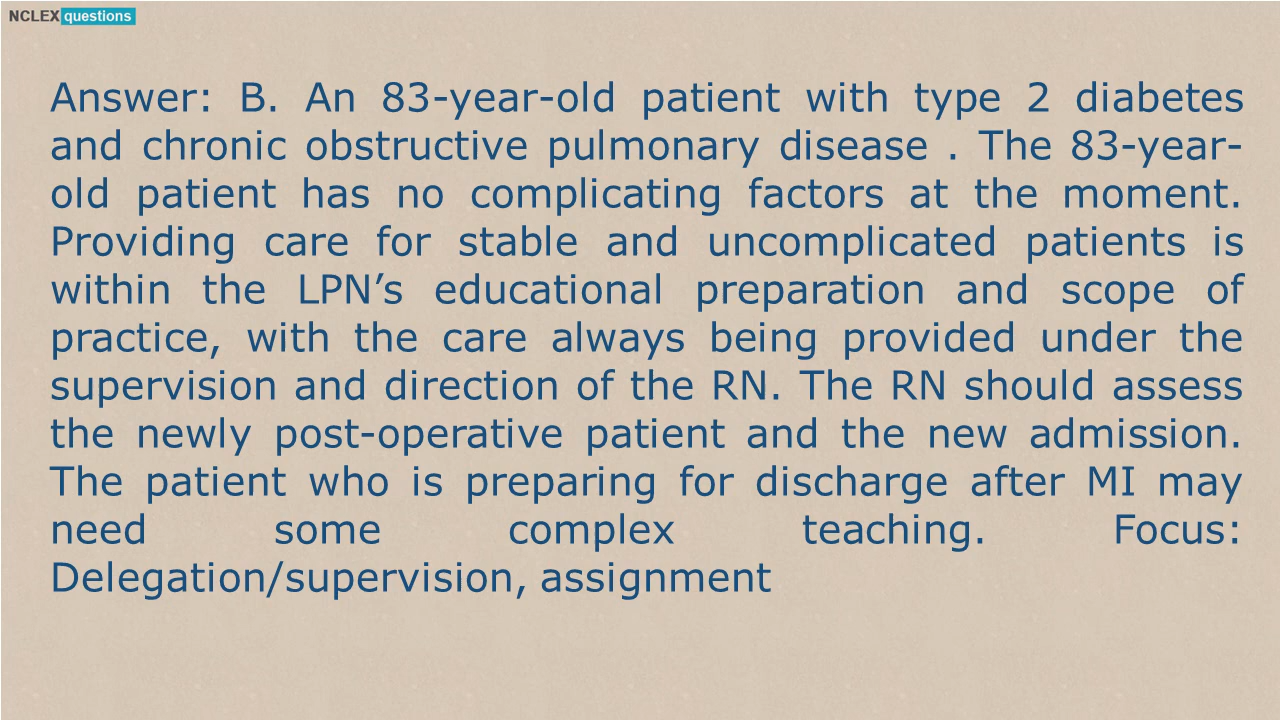 NCLEX questions
Answer: B. An 83-year-old patient with type 2 diabetes
and chronic obstructive pulmonary disease . The 83-year-
old patient has no complicating factors at the moment.
Providing care for stable and uncomplicated patients is
within the LPN’s educational preparation and scope of
practice, with the care always being provided under the
supervision and direction of the RN. The RN should assess
the newly post-operative patient and the new admission.
The patient who is preparing for discharge after MI may
need some complex teaching. Focus:
Delegation/supervision, assignment